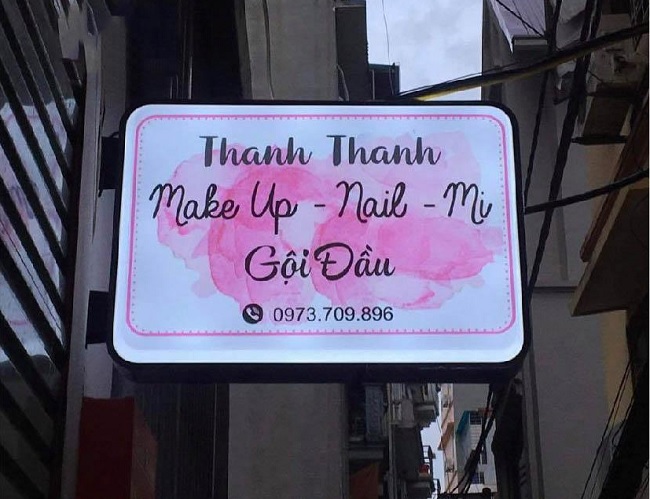 Thanh Thanh
Make Up - Nail - Mi
Gội Đầu
0973.709.896